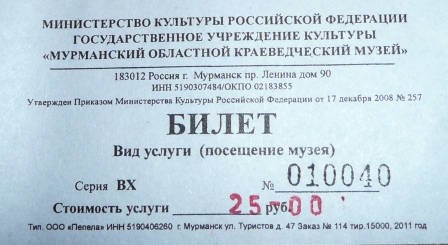 МИНИСТЕРСТВО КУЛЬТУРЫ РОССИЙСКОЙ ФЕДЕРАЦИИ
ГОСУДАРСТВЕННОЕ УЧРЕЖДЕНИЕ КУЛЬТУРЫ
«МУРМАНСКИЙ ОБЛАСТНОЙ КРАЕВЕДЧЕСКИЙ МУЗЕЙ»
183012 Россия г. Мурманск пр. Ленина дом 90
ИНН 5190307484/ОКПО 02183855
Утвержден Приказом Министерства Культуры Российской Федерации от 17 декабря 2008 № 257
БИЛЕТ
Вид услуги (посещение музея)
Серия ВХ № 010040
Стоимость услуги 25-00 руб.
Тип. ООО «Пепела» ИНН 5190406260 г. Мурманск ул. Туристов д. 47 Заказ № 114 тир.15000, 2011 год